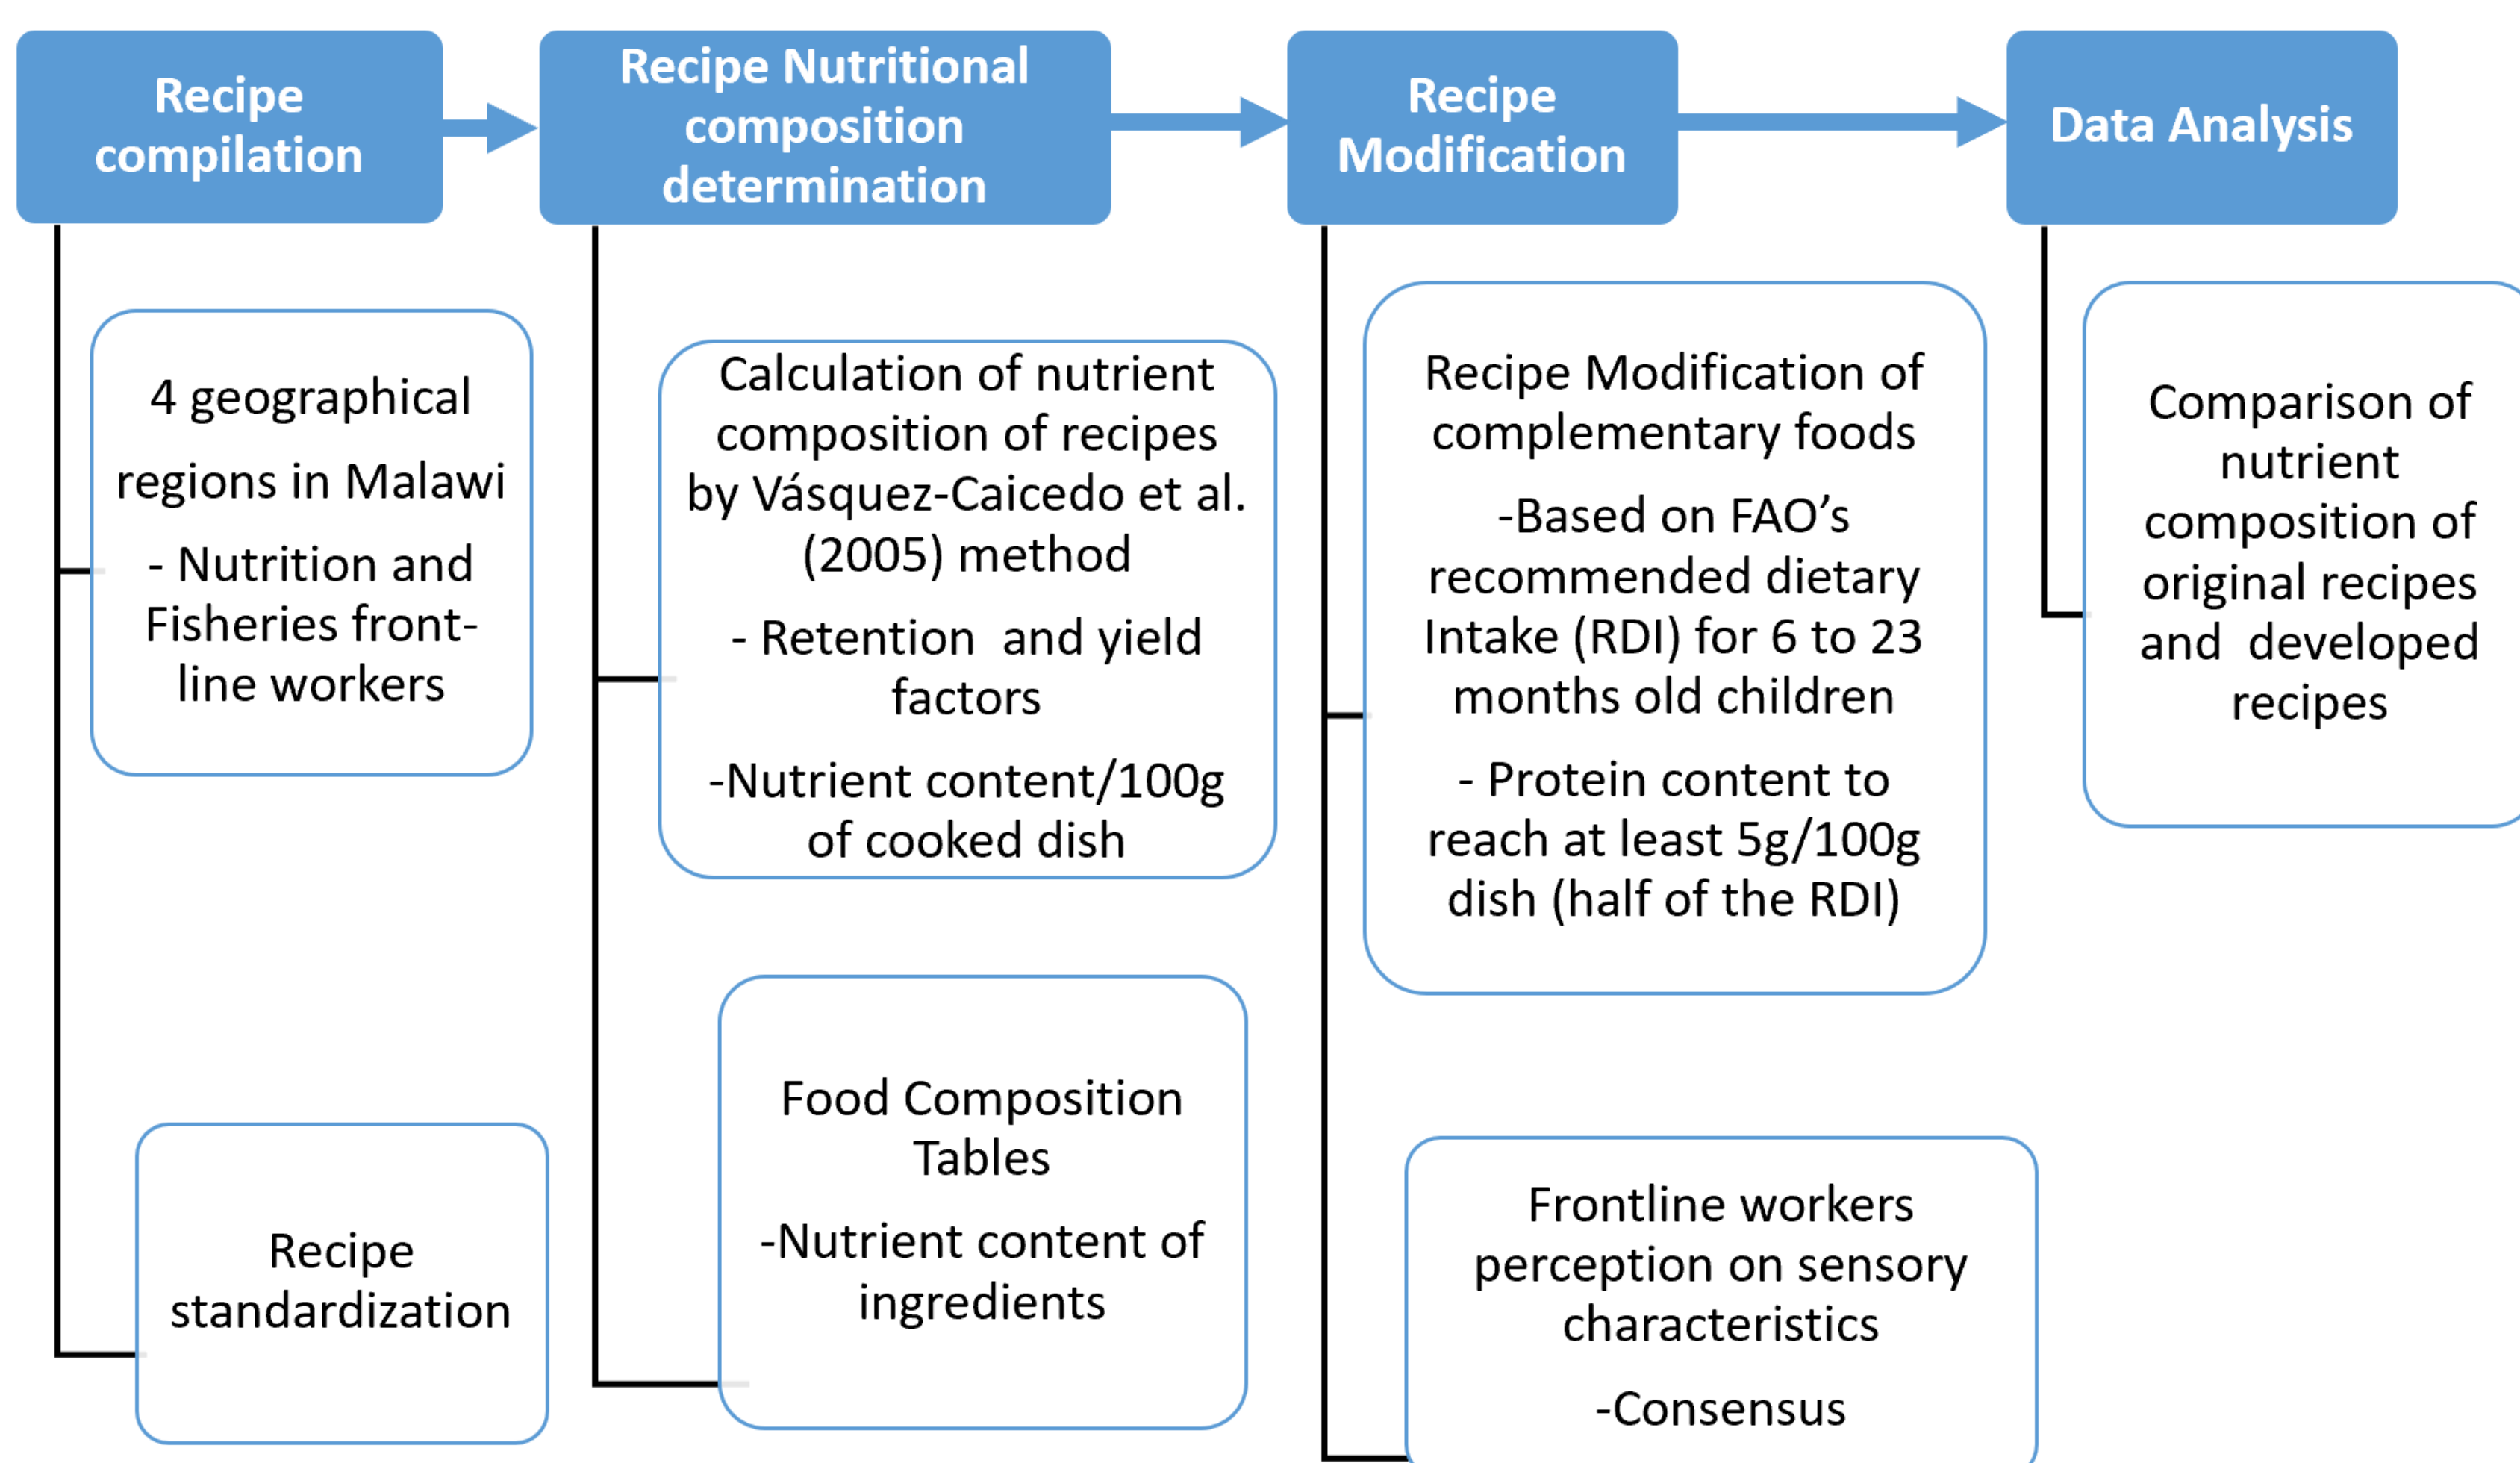 Recipe
compilation
4 geographical
regions in Malawi
- Nutrition and
Fisheries front-
line workers
Recipe
standardization
Recipe Nutritional
composition
determination
Calculation of nutrient
composition of recipes
by Vásquez-Caicedo et al.
(2005) method
- Retention  and yield
factors
-Nutrient content/100g
of cooked dish
Food Composition
Tables
-Nutrient content of
ingredients
Recipe
Modification
Recipe Modification of
complementary foods
-Based on FAO’s
recommended dietary
Intake (RDI) for 6 to 23
months old children
- Protein content to
reach at least 5g/100g
dish (half of the RDI)
Frontline workers
perception on sensory
characteristics
-Consensus
Data Analysis
Comparison of
nutrient
composition of
original recipes
and  developed
recipes